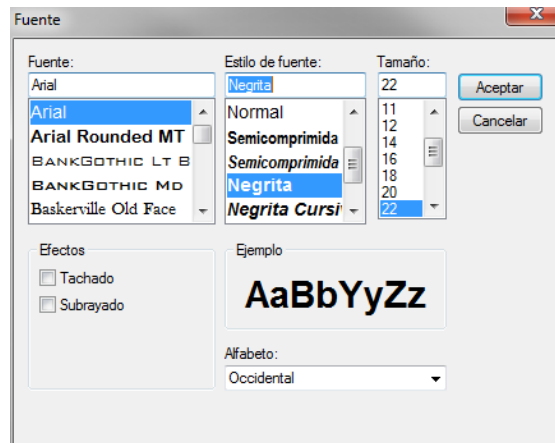 Fuente
Fuente:
Arial
Arial
Arial Rounded MT
BankGothic Lt B
BankGothic Md
Baskerville Old Face
Estilo de fuente:
Negrita
Normal
Semicomprimida
Semicomprimida
Negrita
Negrita Cursi
Tamaño:
22
11
12
14
16
18
20
22
Aceptar
Cancelar
Efectos
Tachado
Subrayado
Ejemplo
AaBbYyZz
Alfabeto:
Occidental